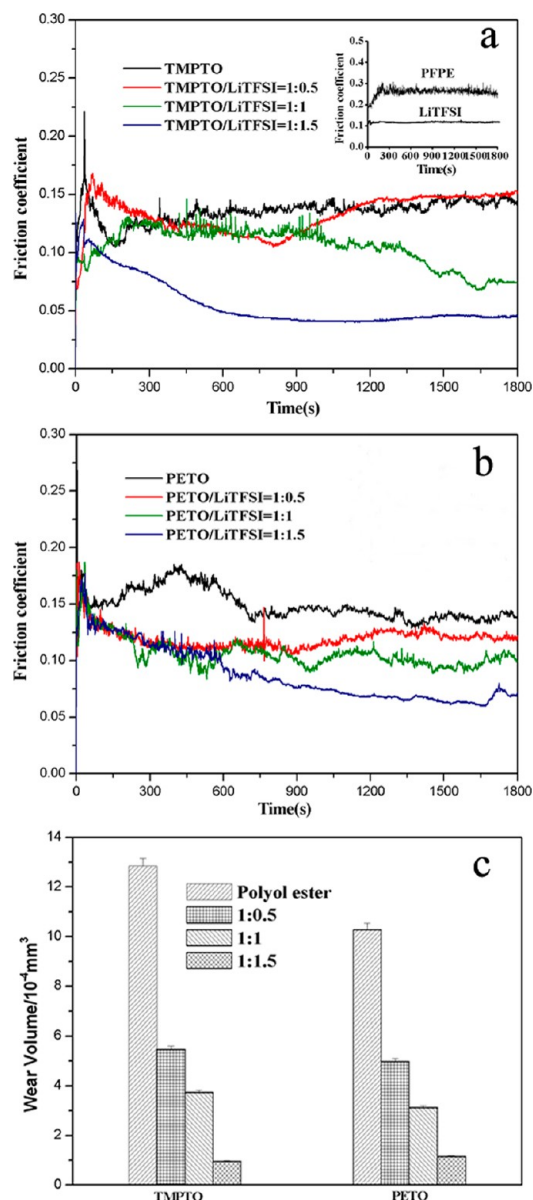 a
0.30
0.25
0.20
0.15
0.10
0.05
0.00
Friction coefficient
TMPTO
TMPTO/LiTFSI=1:0.5
TMPTO/LiTFSI=1:1
TMPTO/LiTFSI=1:1.5
0.5
0.4
0.3
0.2
0.1
0.0
Friction coefficient
PFPE
LiTFSI
0 300 600 900 1200 1500 1800
Time(s)
0 300 600 900 1200 1500 1800
Time(s)
b
0.30
0.25
0.20
0.15
0.10
0.05
0.00
Friction coefficient
PETO
PETO/LiTFSI=1:0.5
PETO/LiTFSI=1:1
PETO/LiTFSI=1:1.5
0 300 600 900 1200 1500 1800
Time(s)
c
14
12
10
8
6
4
2
0
Wear Volume/10⁻⁴mm³
Polyol ester
1:0.5
1:1
1:1.5
TMPTO PETO